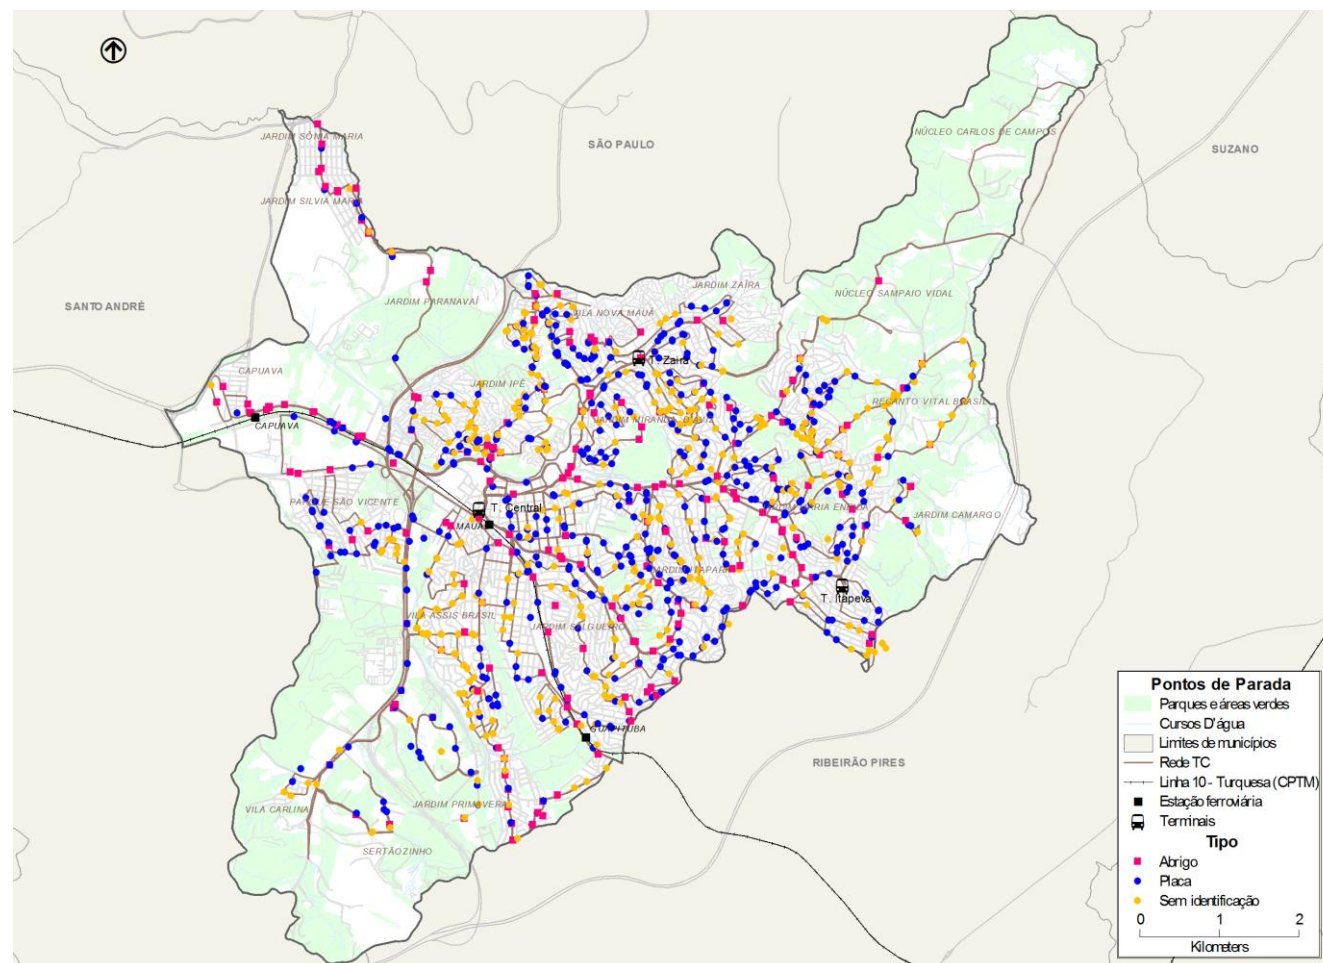 JARDIM SÔNIA MARIA
SÃO PAULO
NÚCLEO CARLOS DE CAMPOS
SUZANO
JARDIM SILVIA MARIA
SANTO ANDRÉ
JARDIM PARANAVAÍ
JARDIM ZAÍRA
NÚCLEO SAMPAIO VIDAL
VILA NOVA MAUÁ
T. Zaíra
CAPUAVA
JARDIM IPÊ
RECANTO VITAL BRASIL
CAPUAVA
JARDIM MIRANDA D'AVIZ
PARQUE SÃO VICENTE
T. Central
MAUÁ
JARDIM CAMARGO
T. Itapeva
VILA ASSIS BRASIL
GUAPITUBA
RIBEIRÃO PIRES
VILA CARLINA
JARDIM PRIMAVERA
SERTÃOZINHO
Pontos de Parada
Parques e áreas verdes
Cursos D'água
Limites de municípios
Rede TC
Linha 10 - Turquesa (CPTM)
Estação ferroviária
Terminais
Tipo
Abrigo
Placa
Sem identificação
0 1 2
Kilometers